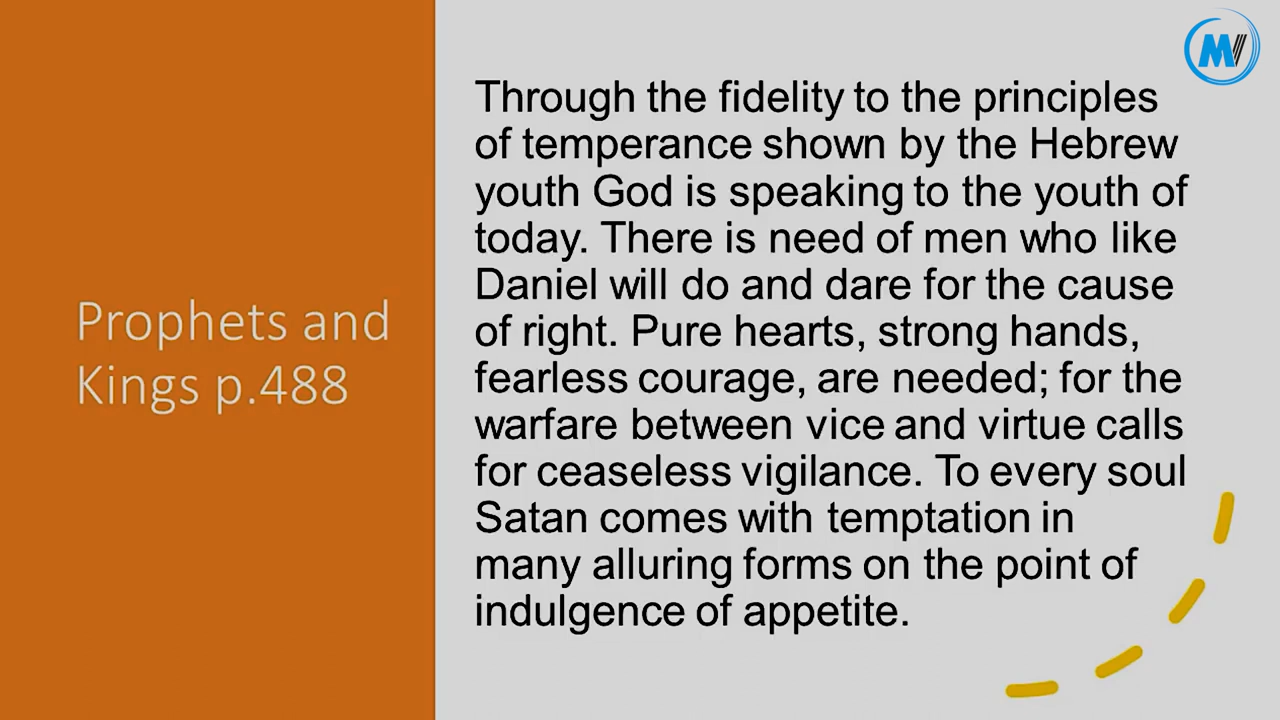 Prophets and
Kings p.488
Through the fidelity to the principles
of temperance shown by the Hebrew
youth God is speaking to the youth of
today. There is need of men who like
Daniel will do and dare for the cause
of right. Pure hearts, strong hands,
fearless courage, are needed; for the
warfare between vice and virtue calls
for ceaseless vigilance. To every soul
Satan comes with temptation in
many alluring forms on the point of
indulgence of appetite.
MV